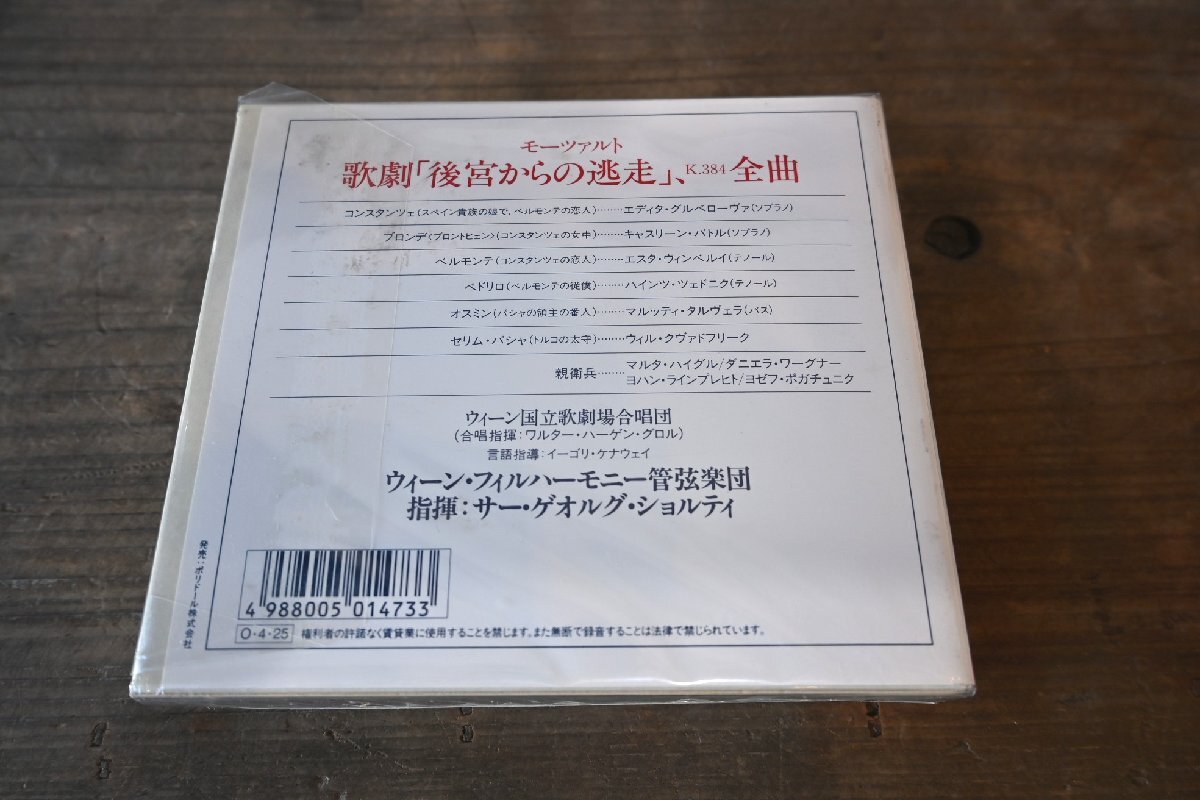 モーツァルト
歌劇「後宮からの逃走」、K.384 全曲
コンスタンツェ(スペイン貴族の娘で、ベルモンテの恋人)……エディタ・グルベローヴァ(ソプラノ)
ブロンデ〈ブロントヒェン〉(コンスタンツェの女中)……キャスリーン・バトル(ソプラノ)
ベルモンテ(コンスタンツェの恋人)……エスタ・ウィンベルイ(テノール)
ペドリロ(ベルモンテの従僕)……ハインツ・ツェドニク(テノール)
オスミン(パシャの領主の番人)……マルッティ・タルヴェラ(バス)
セリム・パシャ(トルコの太守)……ウィル・クヴァドフリーク
親衛兵……マルタ・ハイグル/ダニエラ・ワーグナー
ヨハン・ラインプレヒト/ヨゼフ・ポガチュニク
ウィーン国立歌劇場合唱団
(合唱指揮:ワルター・ハーゲン・グロル)
言語指導:イーゴリ・ケナウェイ
ウィーン・フィルハーモニー管弦楽団
指揮:サー・ゲオルグ・ショルティ
4 988005 014733
O・4・25 権利者の許諾なく賃貸業に使用することを禁じます。また無断で録音することは法律で禁じられています。
発売:ポリドール株式会社